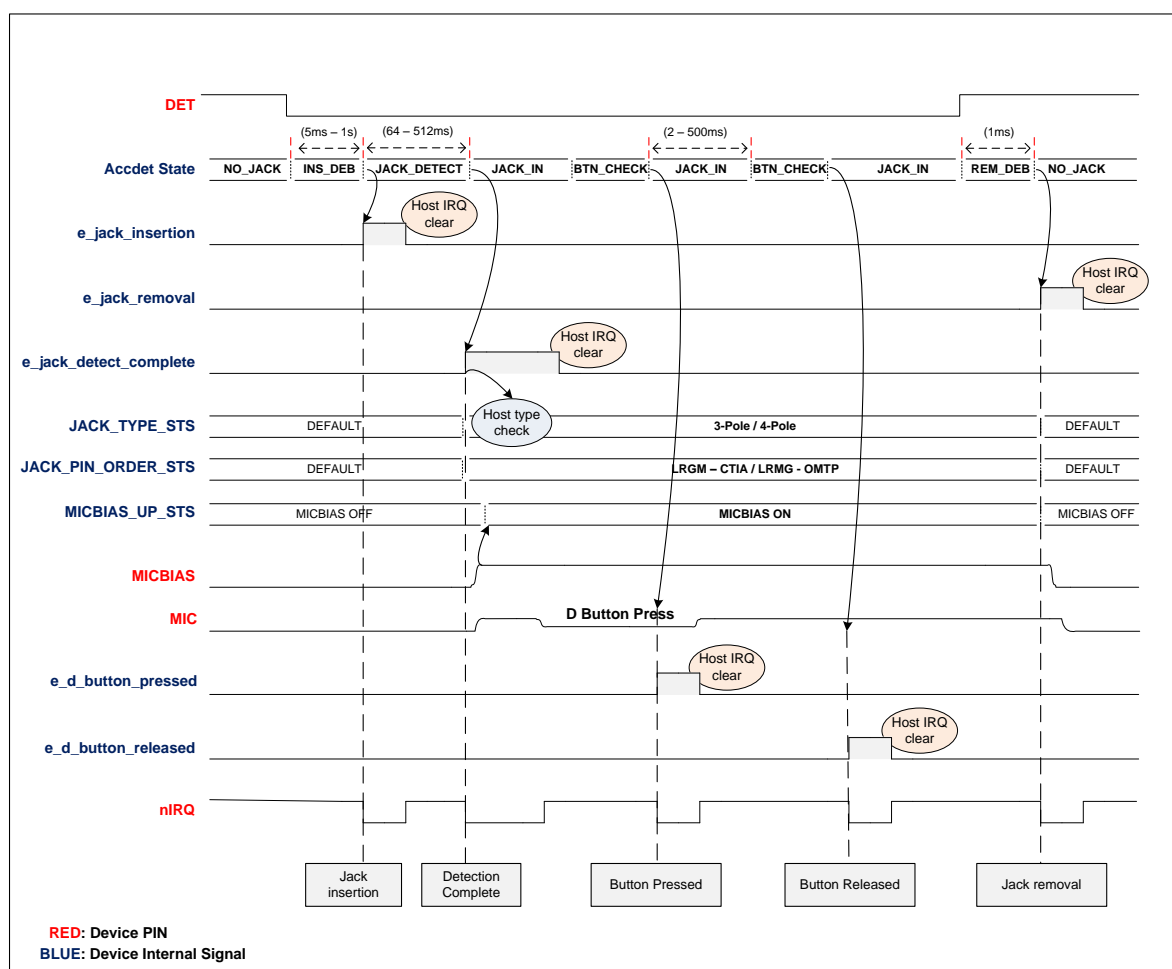 DET
(5ms – 1s)
(64 – 512ms)
(2 – 500ms)
(1ms)
Accdet State
NO_JACK
INS_DEB
JACK_DETECT
JACK_IN
BTN_CHECK
JACK_IN
BTN_CHECK
JACK_IN
REM_DEB
NO_JACK
Host IRQ
clear
e_jack_insertion
Host IRQ
clear
e_jack_removal
Host IRQ
clear
e_jack_detect_complete
Host type
check
JACK_TYPE_STS
DEFAULT
3-Pole / 4-Pole
DEFAULT
JACK_PIN_ORDER_STS
DEFAULT
LRGM – CTIA / LRMG - OMTP
DEFAULT
MICBIAS_UP_STS
MICBIAS OFF
MICBIAS ON
MICBIAS OFF
MICBIAS
MIC
D Button Press
Host IRQ
clear
e_d_button_pressed
Host IRQ
clear
e_d_button_released
nIRQ
Jack
insertion
Detection
Complete
Button Pressed
Button Released
Jack removal
RED: Device PIN
BLUE: Device Internal Signal